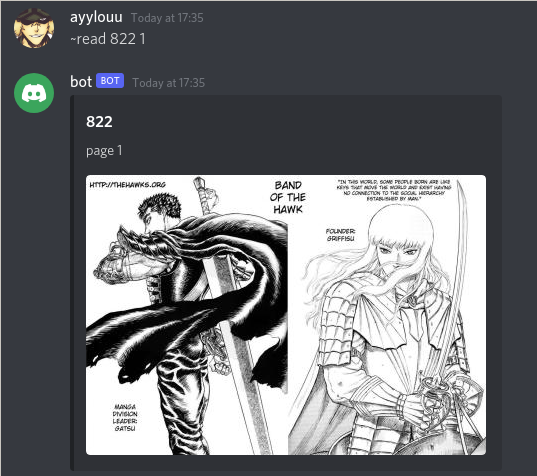 ayylouu Today at 17:35
~read 822 1
bot BOT Today at 17:35
822
page 1
HTTP://THEHAWKS.ORG
BAND
OF THE
HAWK
"IN THIS WORLD, SOME PEOPLE BORN ARE LIKE
KEYS THAT MOVE THE WORLD AND EXIST HAVING
NO CONNECTION TO THE SOCIAL HIERARCHY
ESTABLISHED BY MAN."
FOUNDER:
GRIFFISU
MANGA
DIVISION
LEADER:
GATSU